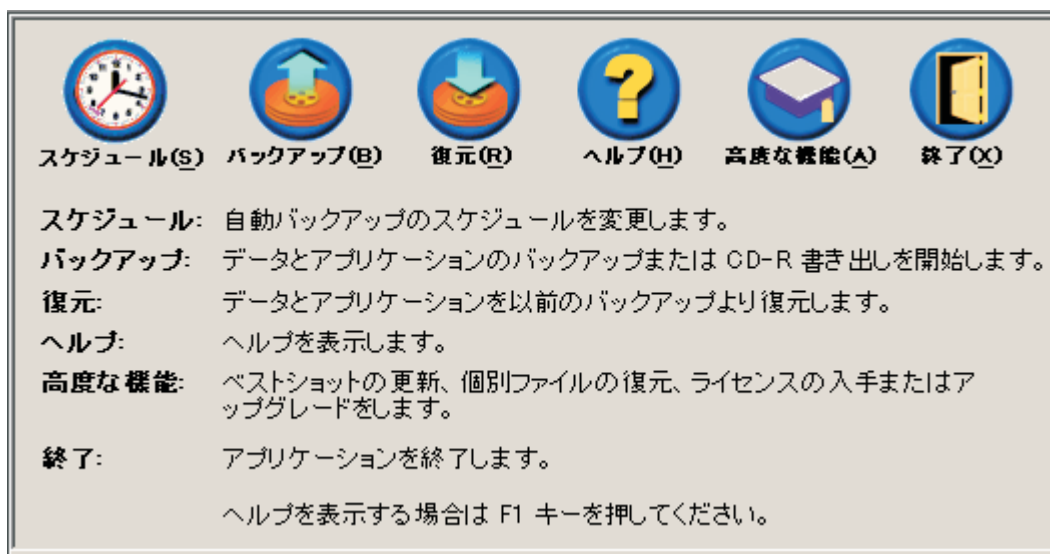 スケジュール(S) バックアップ(B) 復元(R) ヘルプ(H) 高度な機能(A) 終了(X)
スケジュール: 自動バックアップのスケジュールを変更します。
バックアップ: データとアプリケーションのバックアップまたは CD-R 書き出しを開始します。
復元: データとアプリケーションを以前のバックアップより復元します。
ヘルプ: ヘルプを表示します。
高度な機能: ベストショットの更新、個別ファイルの復元、ライセンスの入手またはア
ップグレードをします。
終了: アプリケーションを終了します。
ヘルプを表示する場合は F1 キーを押してください。